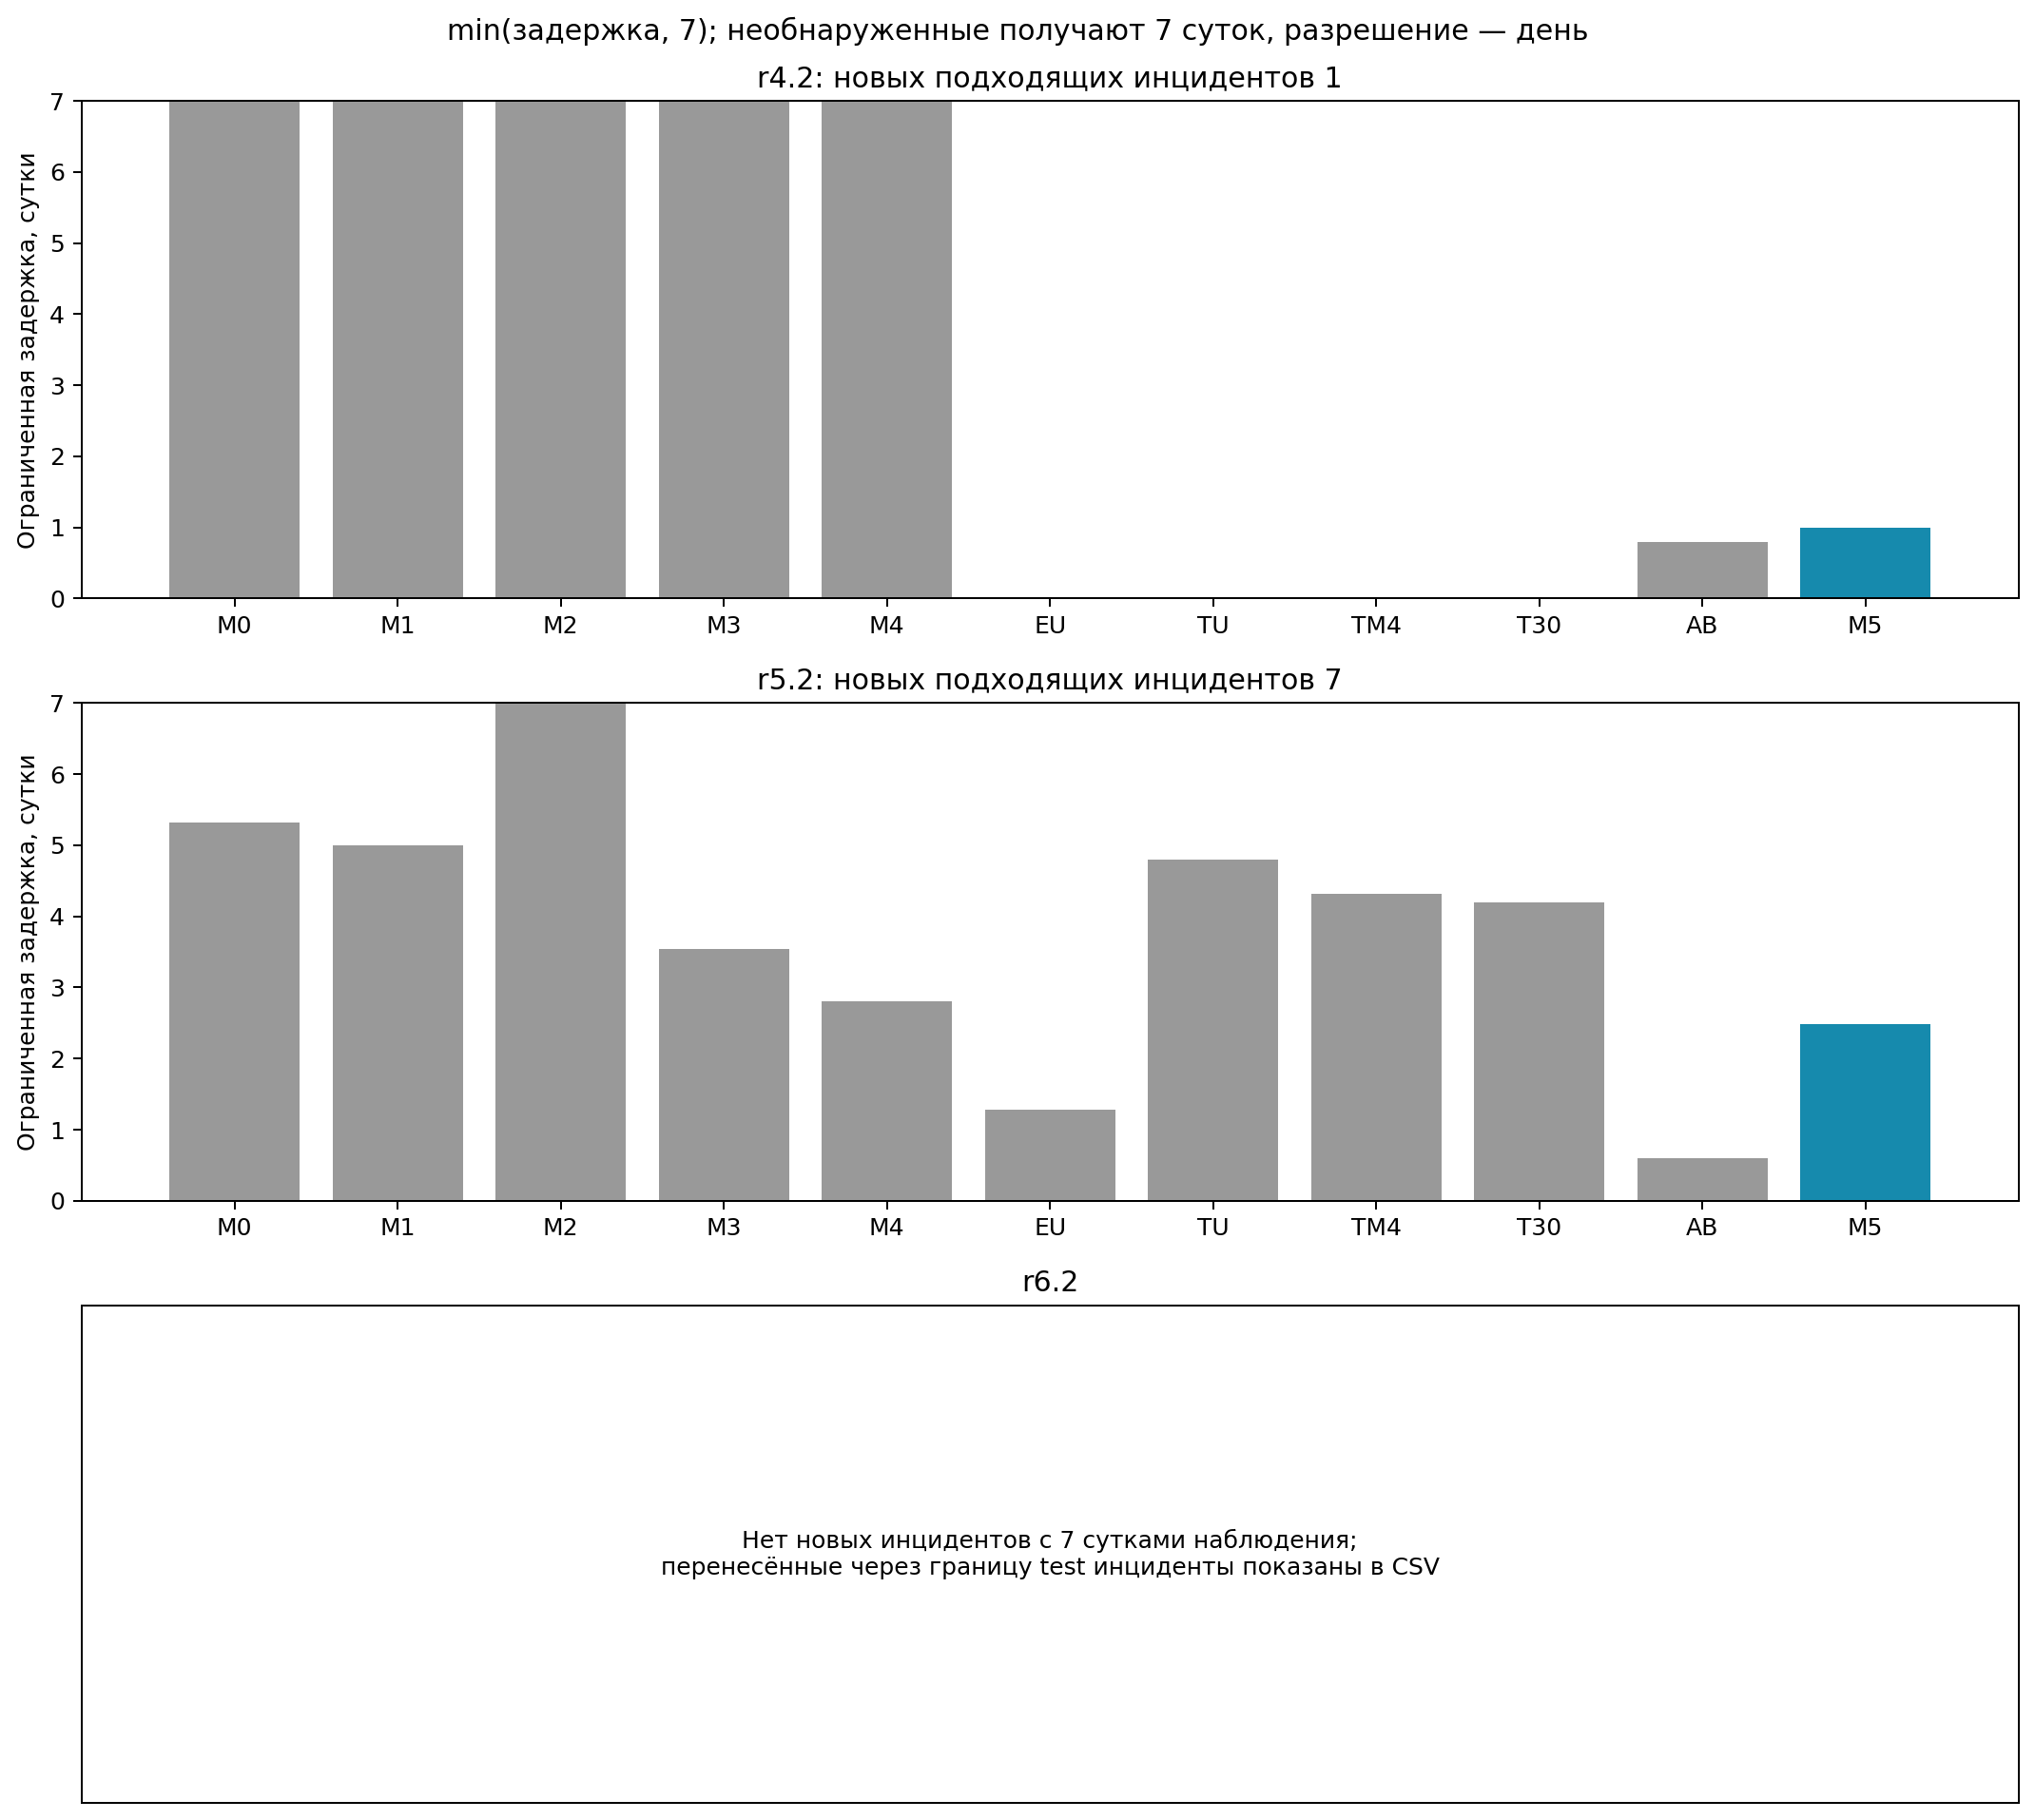 min(задержка, 7); необнаруженные получают 7 суток, разрешение — день
r4.2: новых подходящих инцидентов 1
Ограниченная задержка, сутки
7
6
5
4
3
2
1
0
M0 M1 M2 M3 M4 EU TU TM4 T30 AB M5
r5.2: новых подходящих инцидентов 7
Ограниченная задержка, сутки
7
6
5
4
3
2
1
0
M0 M1 M2 M3 M4 EU TU TM4 T30 AB M5
r6.2
Нет новых инцидентов с 7 сутками наблюдения;
перенесённые через границу test инциденты показаны в CSV